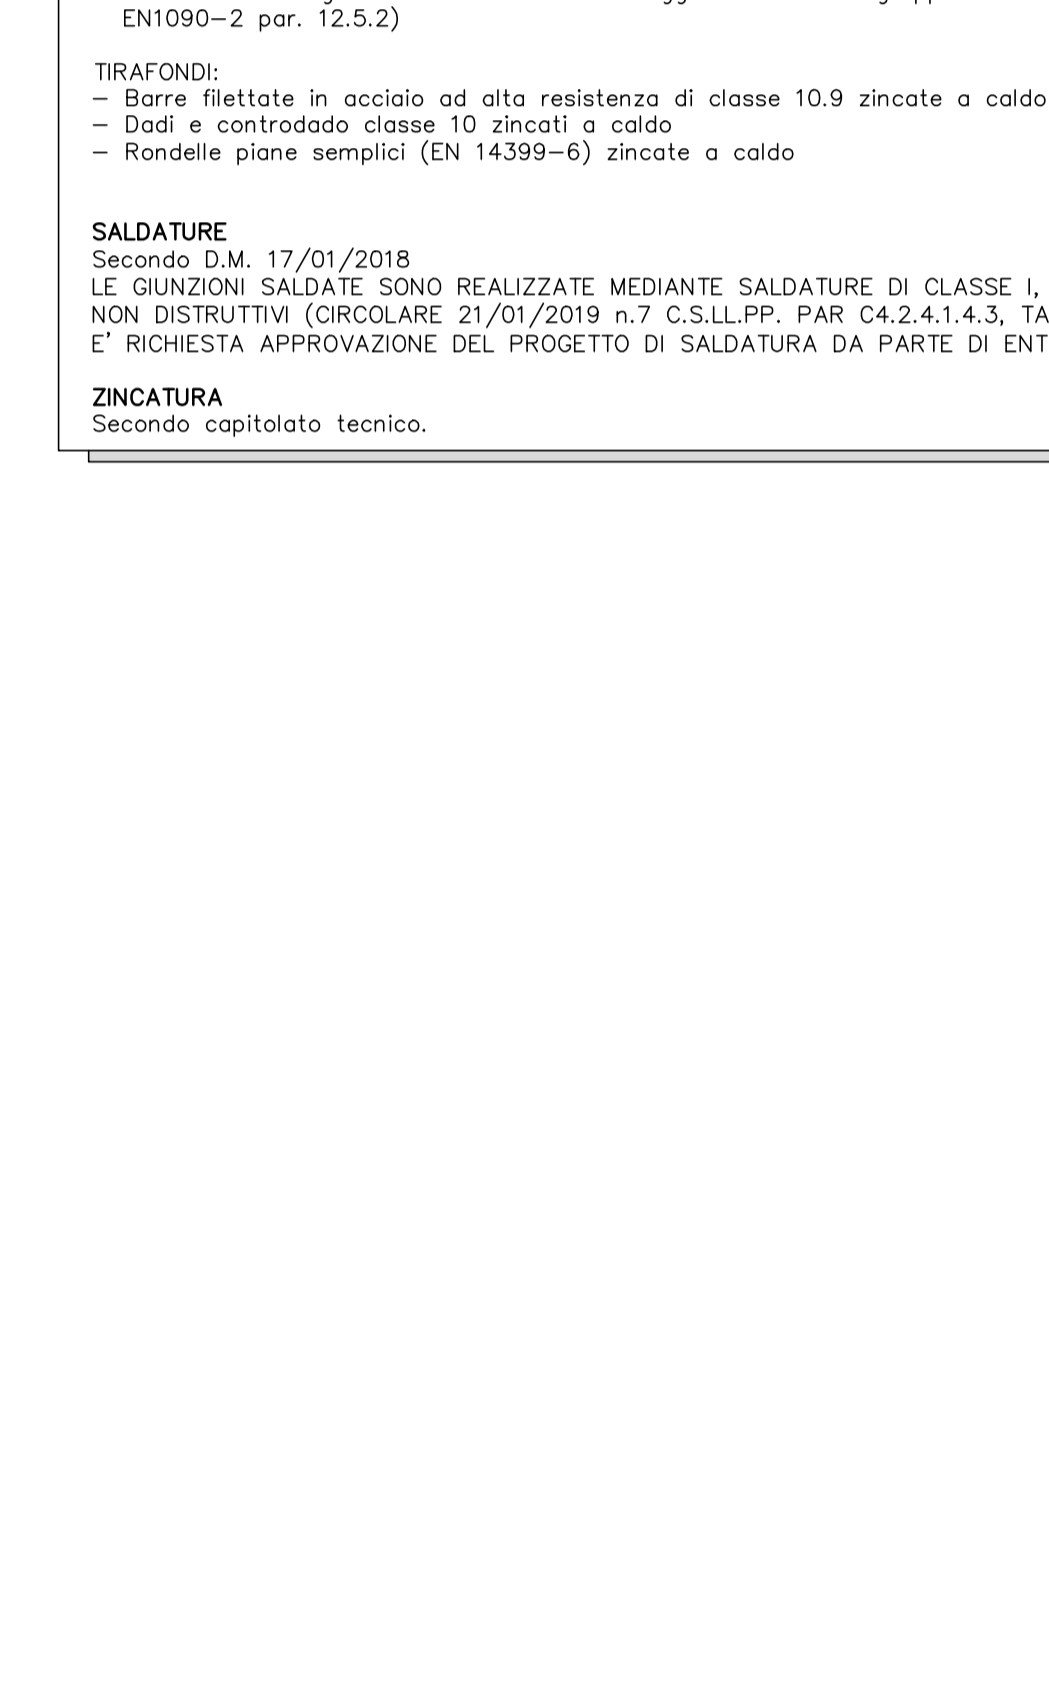 EN1090-2 par. 12.5.2)
TIRAFONDI:
- Barre filettate in acciaio ad alta resistenza di classe 10.9 zincate a caldo
- Dadi e controdado classe 10 zincati a caldo
- Rondelle piane semplici (EN 14399-6) zincate a caldo
SALDATURE
Secondo D.M. 17/01/2018
LE GIUNZIONI SALDATE SONO REALIZZATE MEDIANTE SALDATURE DI CLASSE I,
NON DISTRUTTIVI (CIRCOLARE 21/01/2019 n.7 C.S.LL.PP. PAR C4.2.4.1.4.3, TA
E' RICHIESTA APPROVAZIONE DEL PROGETTO DI SALDATURA DA PARTE DI ENT
ZINCATURA
Secondo capitolato tecnico.